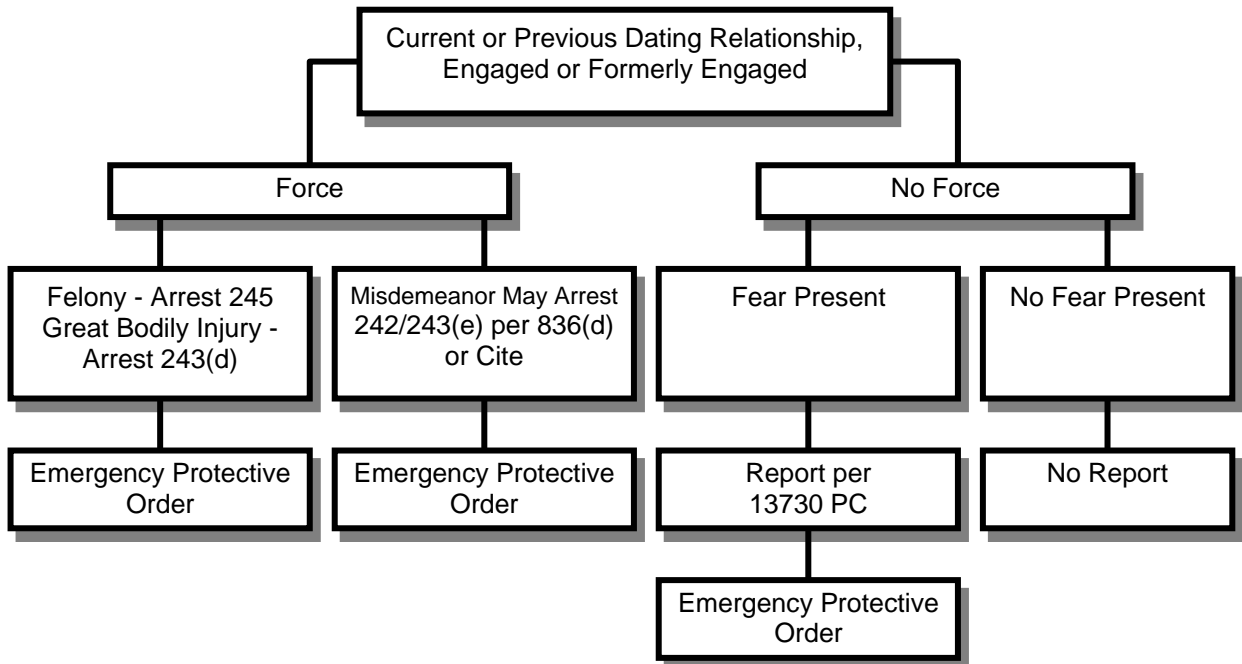 Current or Previous Dating Relationship,
Engaged or Formerly Engaged
Force
No Force
Felony - Arrest 245
Great Bodily Injury -
Arrest 243(d)
Misdemeanor May Arrest
242/243(e) per 836(d)
or Cite
Fear Present
No Fear Present
Emergency Protective
Order
Emergency Protective
Order
Report per
13730 PC
No Report
Emergency Protective
Order